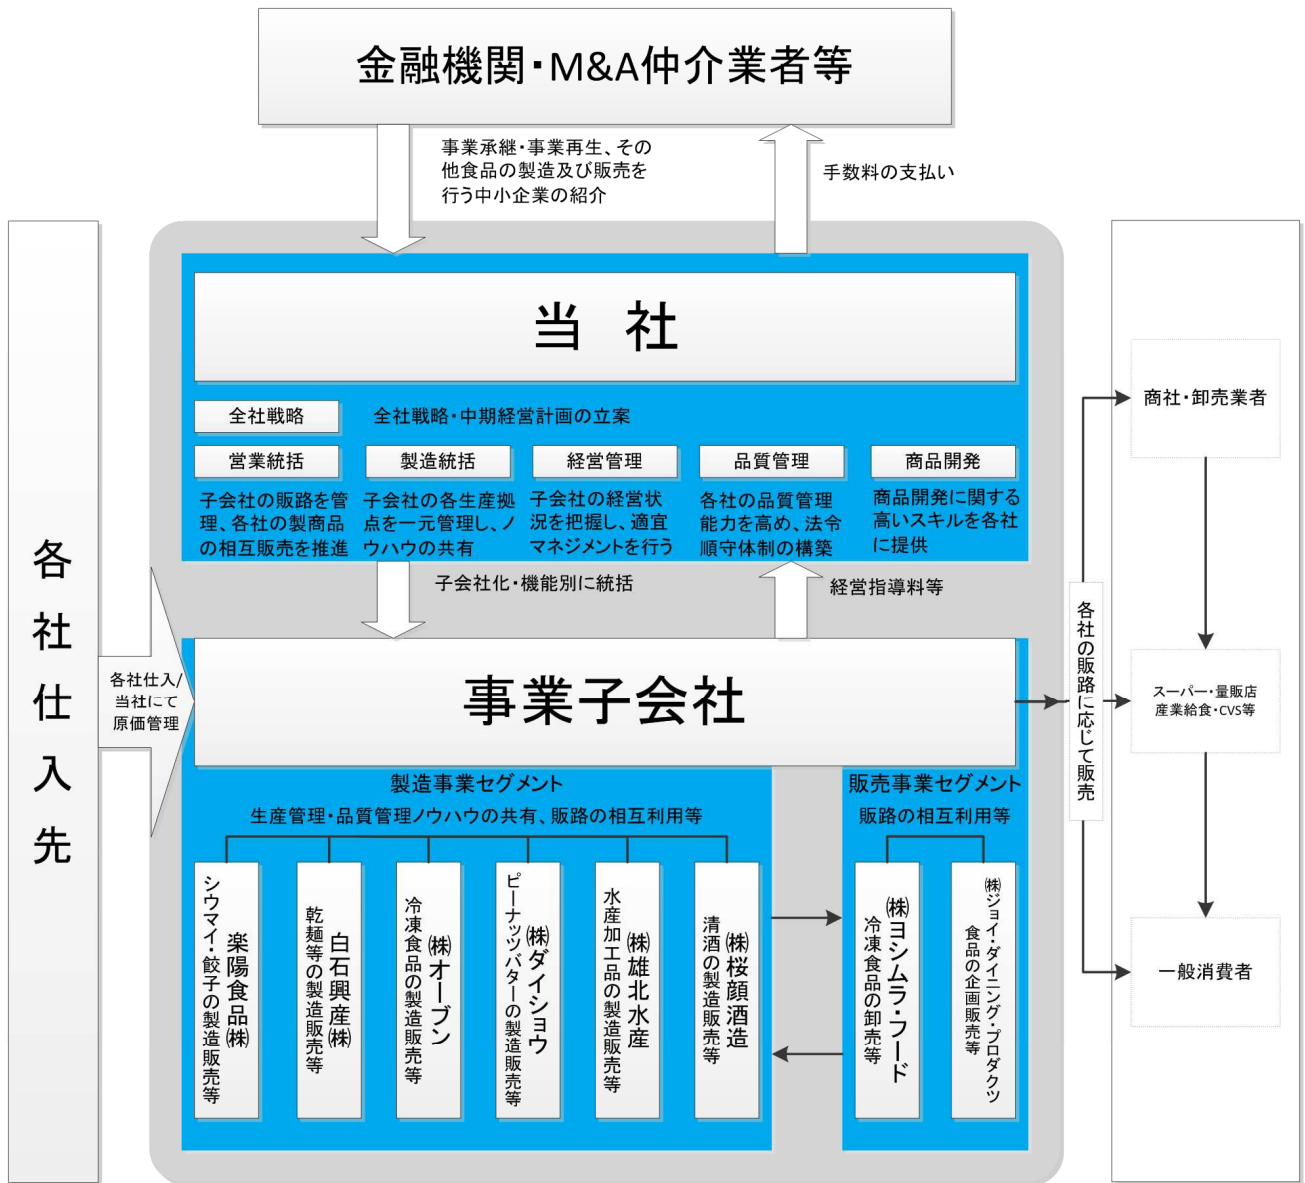 金融機関・M&A仲介業者等
事業承継・事業再生、その
他食品の製造及び販売を
行う中小企業の紹介
手数料の支払い
当　社
全社戦略
全社戦略・中期経営計画の立案
営業統括
製造統括
経営管理
品質管理
商品開発
子会社の販路を管
理、各社の製商品
の相互販売を推進
子会社の各生産拠
点を一元管理し、ノ
ウハウの共有
子会社の経営状
況を把握し、適宜
マネジメントを行う
各社の品質管理
能力を高め、法令
順守体制の構築
商品開発に関する
高いスキルを各社
に提供
子会社化・機能別に統括
経営指導料等
各社仕入先
各社仕入/
当社にて
原価管理
事業子会社
製造事業セグメント
生産管理・品質管理ノウハウの共有、販路の相互利用等
販売事業セグメント
販路の相互利用等
楽陽食品㈱
シウマイ・餃子の製造販売等
白石興産㈱
乾麺等の製造販売等
㈱オーブン
冷凍食品の製造販売等
㈱ダイショウ
ピーナッツバターの製造販売等
㈱雄北水産
水産加工品の製造販売等
㈱桜顔酒造
清酒の製造販売等
㈱ヨシムラ・フード
冷凍食品の卸売等
㈱ジョイ・ダイニング・プロダクツ
食品の企画販売等
各社の販路に応じて販売
商社・卸売業者
スーパー・量販店
産業給食・CVS等
一般消費者